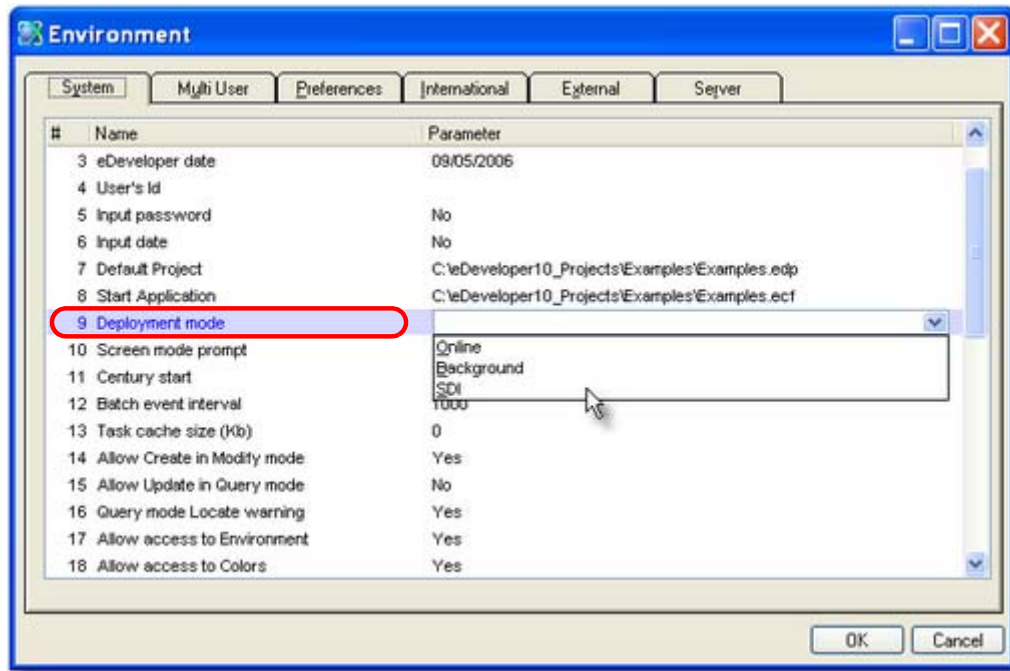 Environment
System Multi User Preferences International External Server
# Name Parameter
3 eDeveloper date 09/05/2006
4 User's Id
5 Input password No
6 Input date No
7 Default Project C:\eDeveloper10_Projects\Examples\Examples.edp
8 Start Application C:\eDeveloper10_Projects\Examples\Examples.ecf
9 Deployment mode
10 Screen mode prompt Online
Background
11 Century start SDI
12 Batch event interval 1000
13 Task cache size (Kb) 0
14 Allow Create in Modify mode Yes
15 Allow Update in Query mode No
16 Query mode Locate warning Yes
17 Allow access to Environment Yes
18 Allow access to Colors Yes
OK Cancel